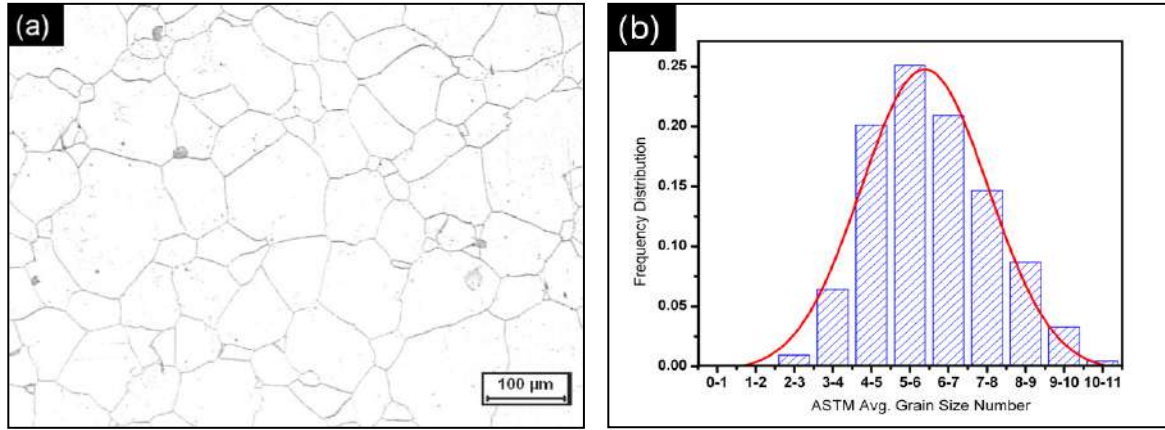 (a)
100 µm
(b)
Frequency Distribution
0.25
0.20
0.15
0.10
0.05
0.00
0-1 1-2 2-3 3-4 4-5 5-6 6-7 7-8 8-9 9-10 10-11
ASTM Avg. Grain Size Number